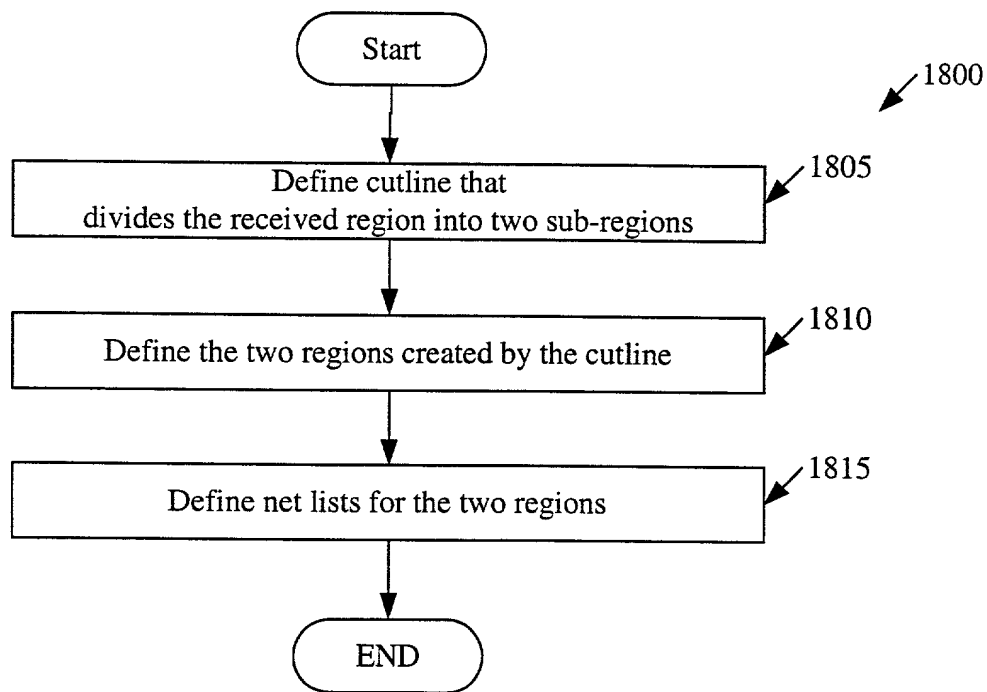 Start
1800
1805
Define cutline that
divides the received region into two sub-regions
1810
Define the two regions created by the cutline
1815
Define net lists for the two regions
END